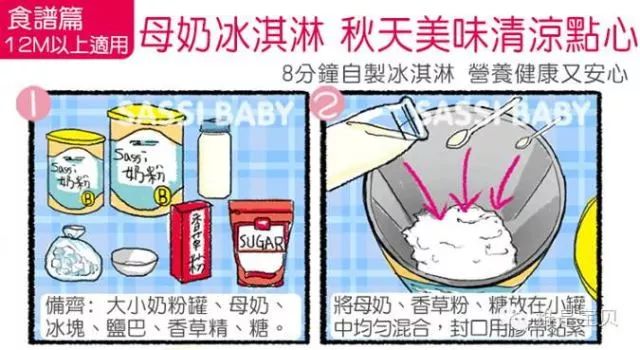 食譜篇
12M以上適用
母奶冰淇淋 秋天美味清涼點心
8分鐘自製冰淇淋 營養健康又安心
1
SASSI BABY
Sassi
奶粉
B
Sassi
奶粉
B
香草粉
SUGAR
備齊：大小奶粉罐、母奶、
冰塊、鹽巴、香草精、糖。
2
SASSI BABY
將母奶、香草粉、糖放在小罐
中均勻混合，封口用膠帶黏緊